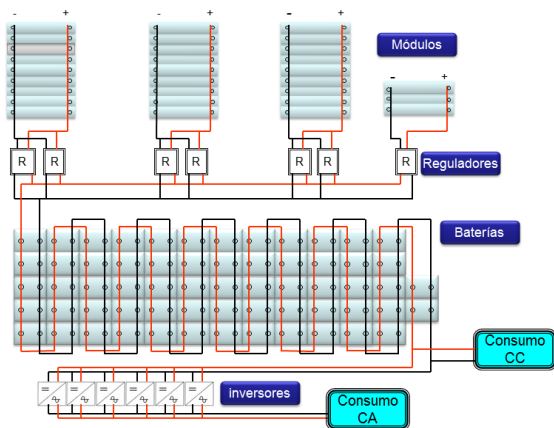 - + - + - +
Módulos
- +
R R R R R R R
Reguladores
Baterías
Consumo
CC
inversores
Consumo
CA